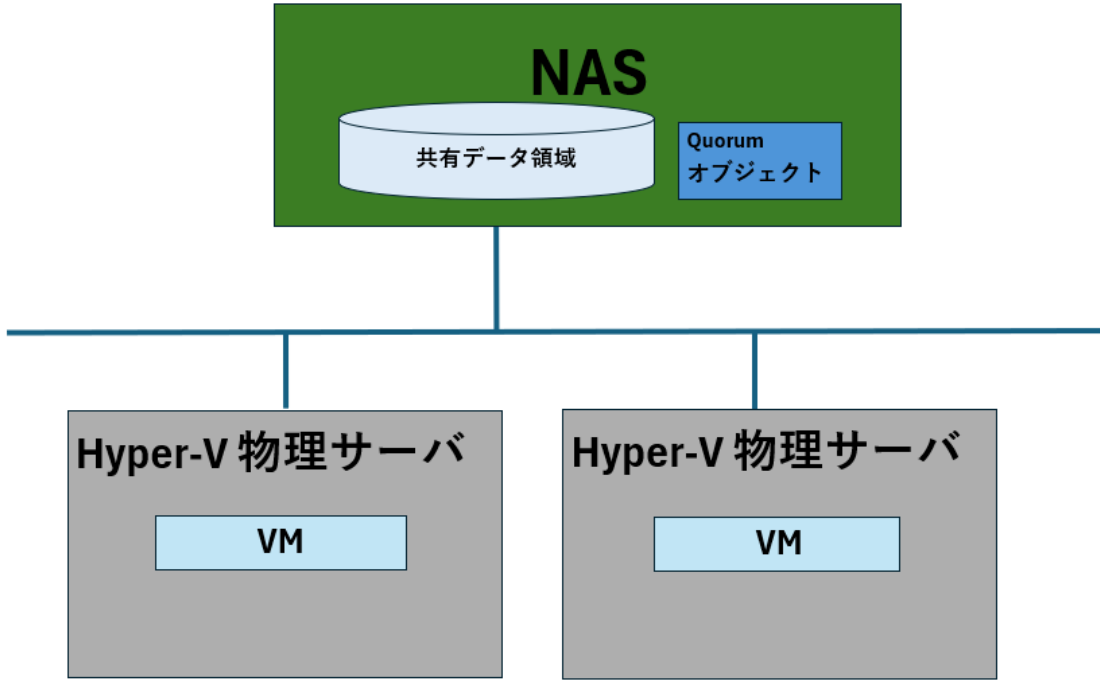 NAS
共有データ領域
Quorum
オブジェクト
Hyper-V 物理サーバ
VM
Hyper-V 物理サーバ
VM